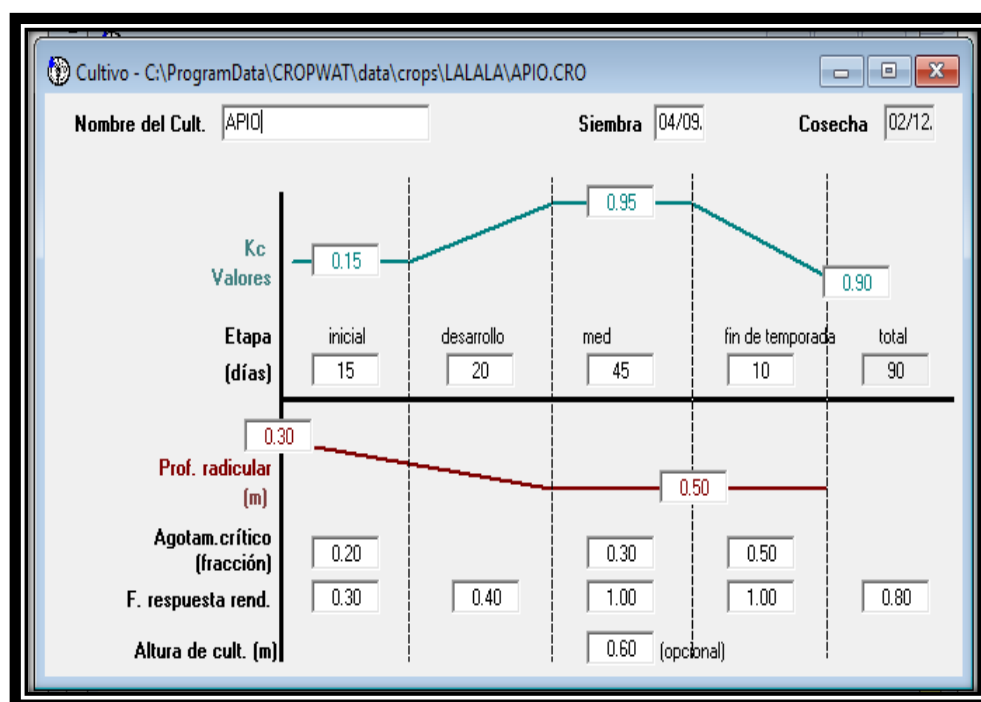 Cultivo - C:\ProgramData\CROPWAT\data\crops\LALALA\APIO.CRO
Nombre del Cult. APIO Siembra 04/09. Cosecha 02/12.
0.95
Kc 0.15
Valores 0.90
Etapa inicial desarrollo med fin de temporada total
(días) 15 20 45 10 90
0.30
Prof. radicular 0.50
(m)
Agotam.crítico
(fracción) 0.20 0.30 0.50
F. respuesta rend. 0.30 0.40 1.00 1.00 0.80
Altura de cult. (m) 0.60 (opcional)